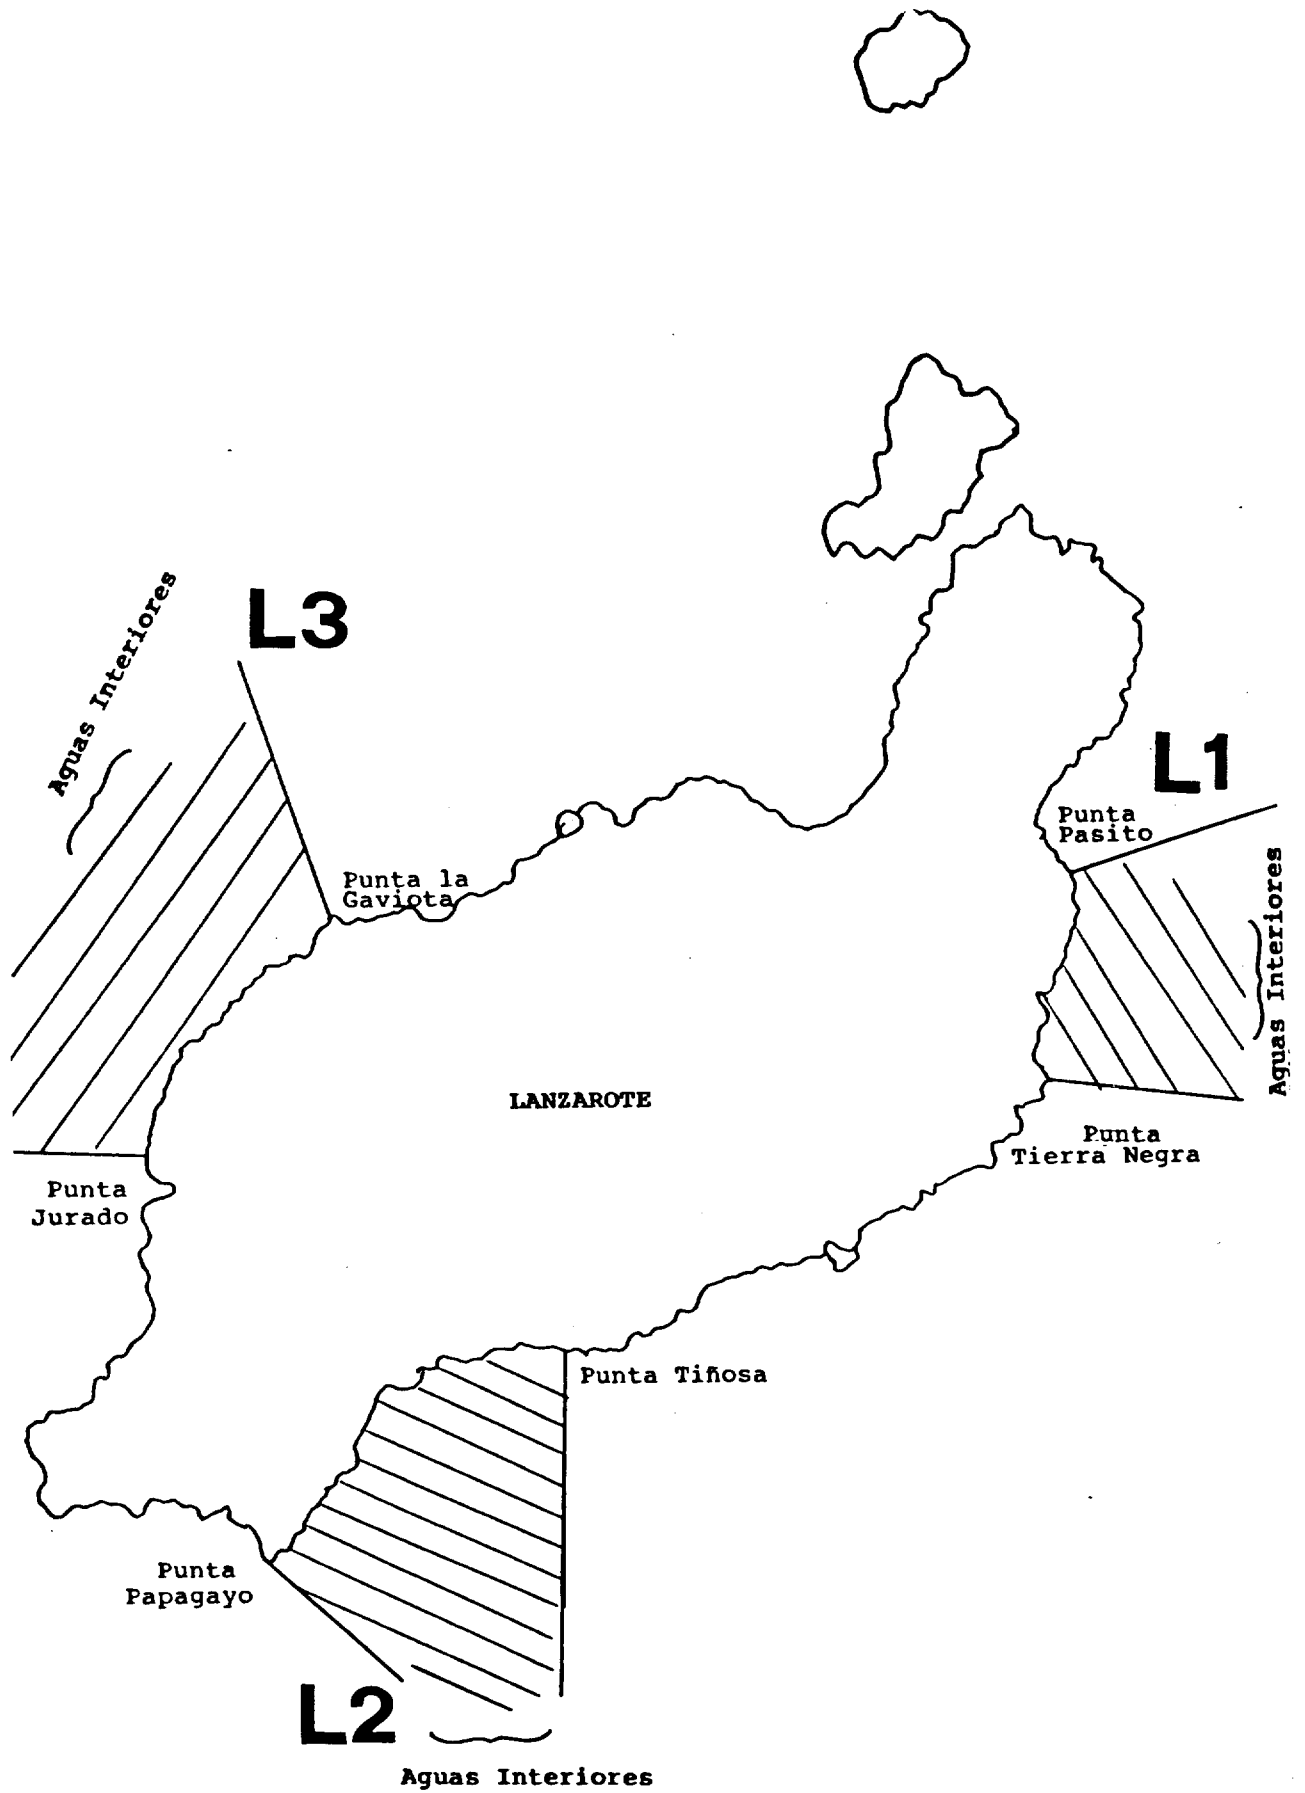 L3
Aguas Interiores
L1
Punta
Pasito
Punta la
Gaviota
Aguas Interiores
LANZAROTE
Punta
Tierra Negra
Punta
Jurado
Punta Tiñosa
Punta
Papagayo
L2
Aguas Interiores